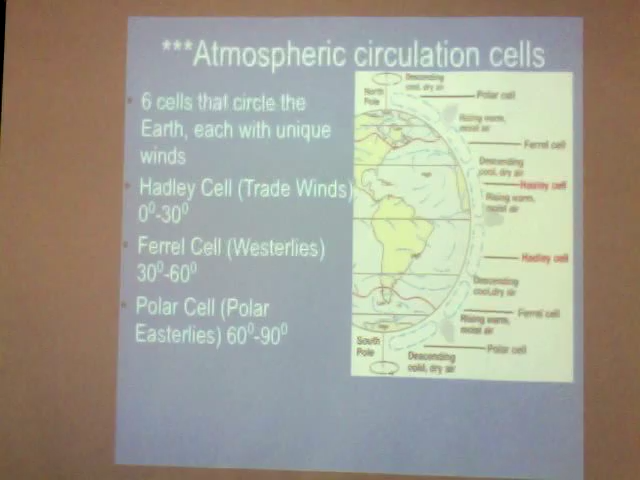 ***Atmospheric circulation cells
6 cells that circle the
Earth, each with unique
winds
Hadley Cell (Trade Winds)
0⁰-30⁰
Ferrel Cell (Westerlies)
30⁰-60⁰
Polar Cell (Polar
Easterlies) 60⁰-90⁰
Descending
cool, dry air
North
Pole
Polar cell
Rising warm,
moist air
Ferrel cell
Descending
cool, dry air
Hadley cell
Rising warm,
moist air
Hadley cell
Descending
cool,dry air
Ferrel cell
Rising warm,
moist air
South
Pole
Polar cell
Descending
cold, dry air